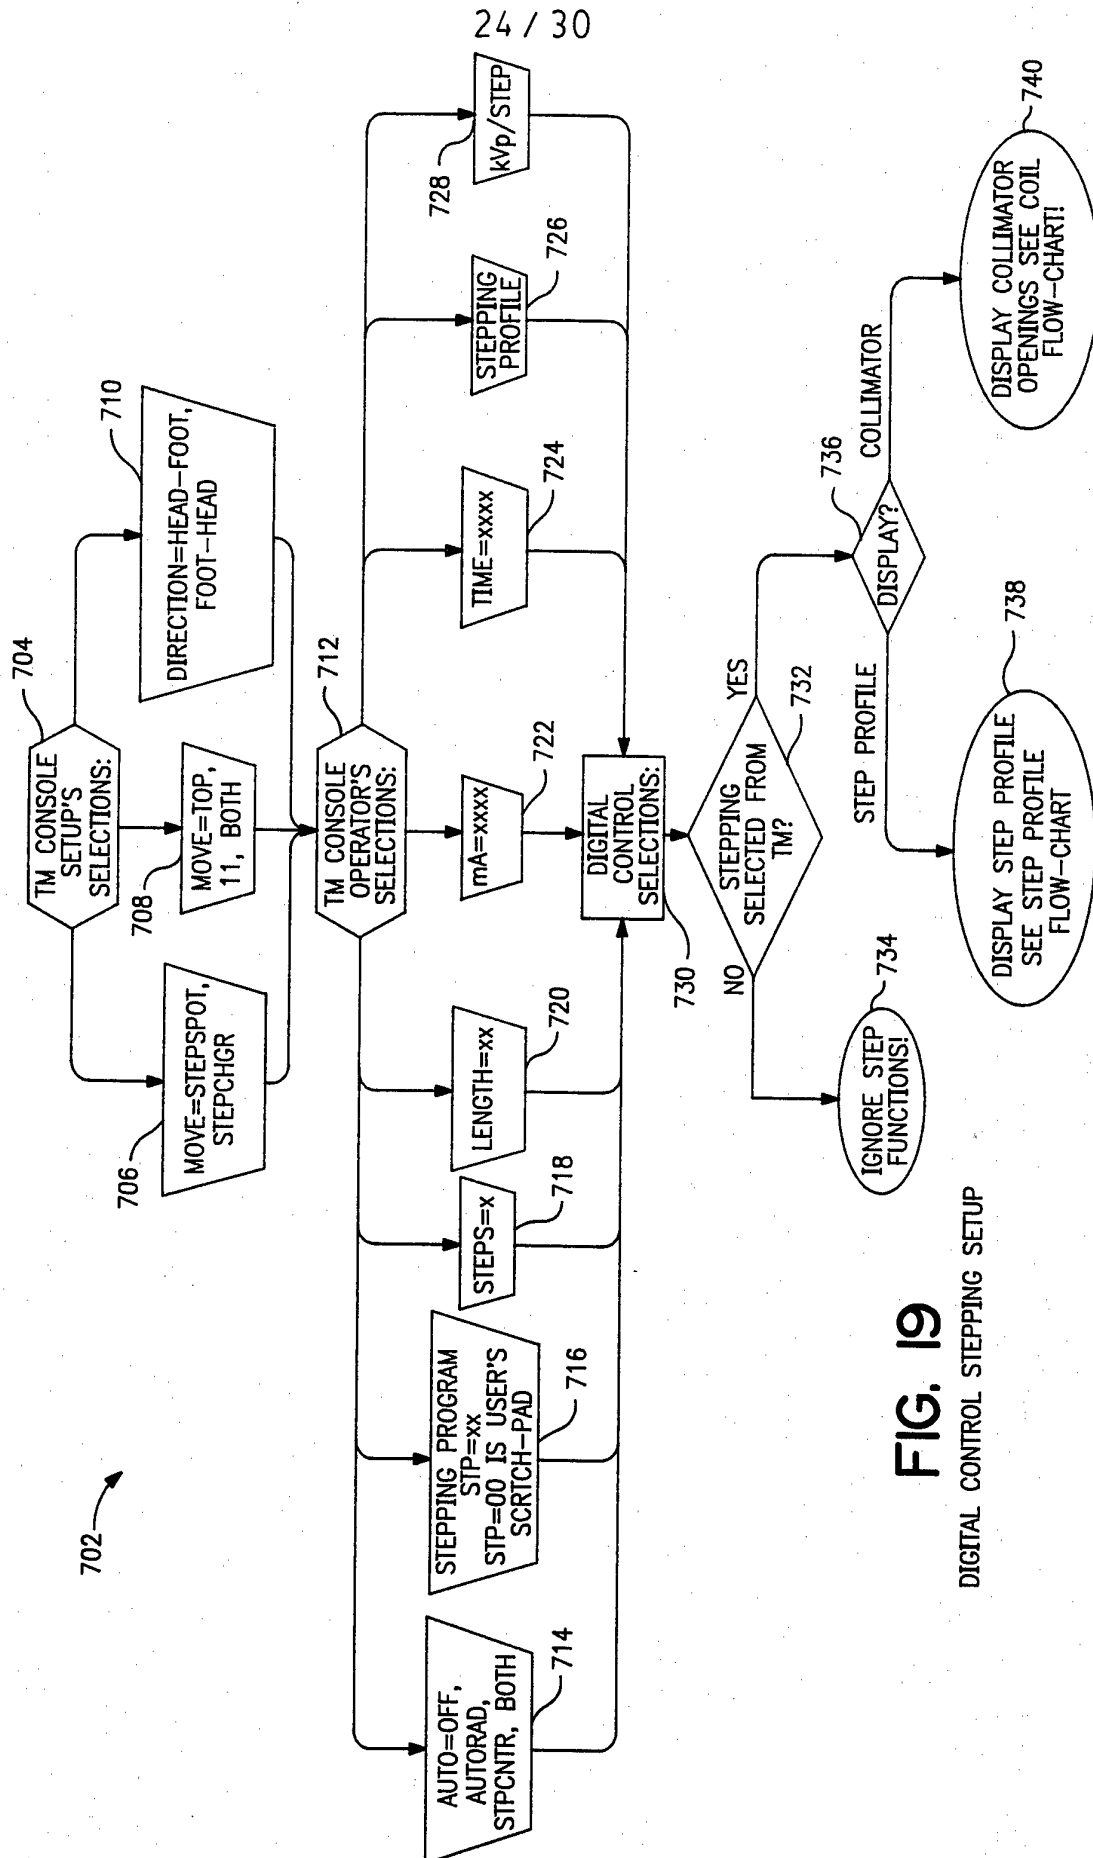 24 / 30
702
704
TM CONSOLE
SETUP'S
SELECTIONS:
706
MOVE=STEPSPOT,
STEPCHGR
708
MOVE=TOP,
11, BOTH
710
DIRECTION=HEAD-FOOT,
FOOT-HEAD
712
TM CONSOLE
OPERATOR'S
SELECTIONS:
AUTO=OFF,
AUTORAD,
STPCNTR, BOTH
714
STEPPING PROGRAM
STP=xx
STP=00 IS USER'S
SCRTCH-PAD
716
STEPS=x
718
LENGTH=xx
720
mA=xxxx
722
TIME=xxxx
724
STEPPING
PROFILE
726
728
kVp/STEP
DIGITAL
CONTROL
SELECTIONS:
730
STEPPING
SELECTED FROM
TM?
732
NO
YES
734
IGNORE STEP
FUNCTIONS!
736
DISPLAY?
STEP PROFILE
COLLIMATOR
738
DISPLAY STEP PROFILE
SEE STEP PROFILE
FLOW-CHART
740
DISPLAY COLLIMATOR
OPENINGS SEE COIL
FLOW-CHART!
FIG. 19
DIGITAL CONTROL STEPPING SETUP